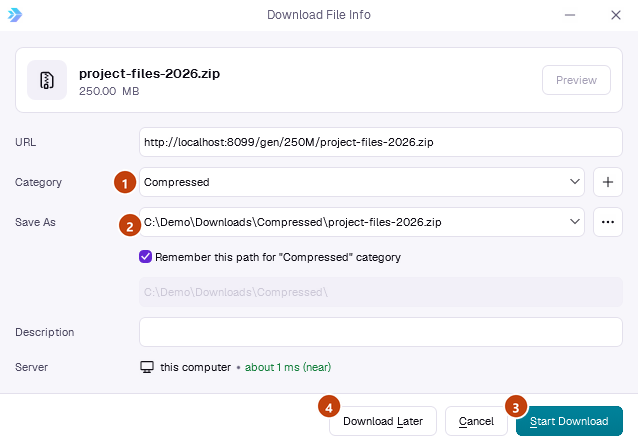 Download File Info
project-files-2026.zip
250.00 MB
Preview
URL
http://localhost:8099/gen/250M/project-files-2026.zip
Category
1
Compressed
Save As
2
C:\Demo\Downloads\Compressed\project-files-2026.zip
Remember this path for "Compressed" category
C:\Demo\Downloads\Compressed\
Description
Server
this computer • about 1 ms (near)
4
Download Later
Cancel
3
Start Download